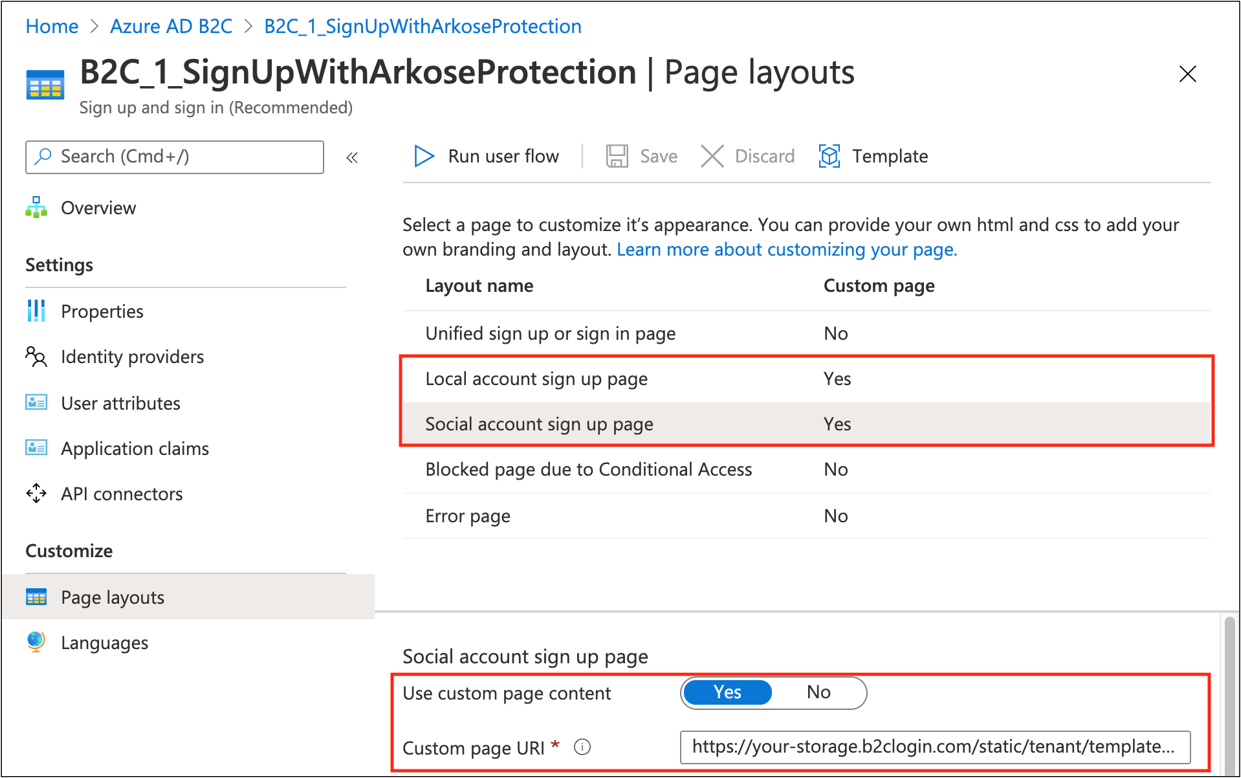 Home > Azure AD B2C > B2C_1_SignUpWithArkoseProtection
B2C_1_SignUpWithArkoseProtection | Page layouts
Sign up and sign in (Recommended)
Search (Cmd+/)
«
Overview
Settings
Properties
Identity providers
User attributes
Application claims
API connectors
Customize
Page layouts
Languages
Run user flow
Save
Discard
Template
Select a page to customize it’s appearance. You can provide your own html and css to add your
own branding and layout. Learn more about customizing your page.
Layout name Custom page
Unified sign up or sign in page No
Local account sign up page Yes
Social account sign up page Yes
Blocked page due to Conditional Access No
Error page No
Social account sign up page
Use custom page content Yes No
Custom page URI * https://your-storage.b2clogin.com/static/tenant/template...